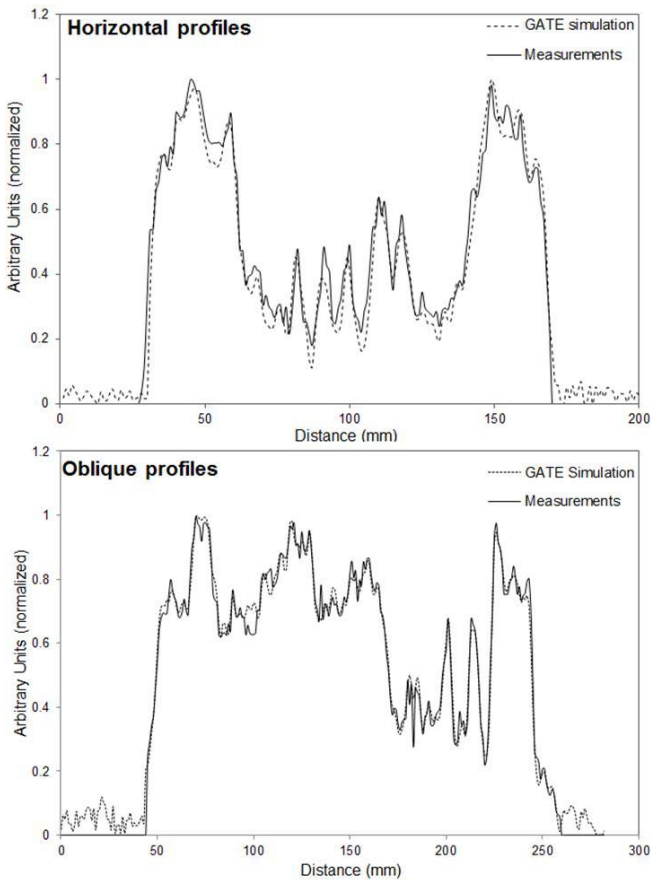 Horizontal profiles
GATE simulation
Measurements
Arbitrary Units (normalized)
1.2
1
0.8
0.6
0.4
0.2
0
0
50
100
150
200
Distance (mm)
Oblique profiles
GATE Simulation
Measurements
Arbitrary Units (normalized)
1.2
1
0.8
0.6
0.4
0.2
0
0
50
100
150
200
250
300
Distance (mm)